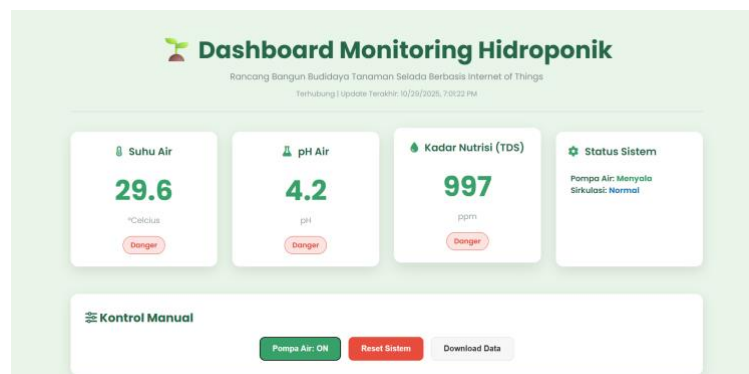 Dashboard Monitoring Hidroponik
Rancang Bangun Budidaya Tanaman Selada Berbasis Internet of Things
Terhubung | Update Terakhir: 10/29/2025, 7:01:22 PM
Suhu Air
29.6
°Celcius
Danger
pH Air
4.2
pH
Danger
Kadar Nutrisi (TDS)
997
ppm
Danger
Status Sistem
Pompa Air: Menyala
Sirkulasi: Normal
Kontrol Manual
Pompa Air: ON
Reset Sistem
Download Data